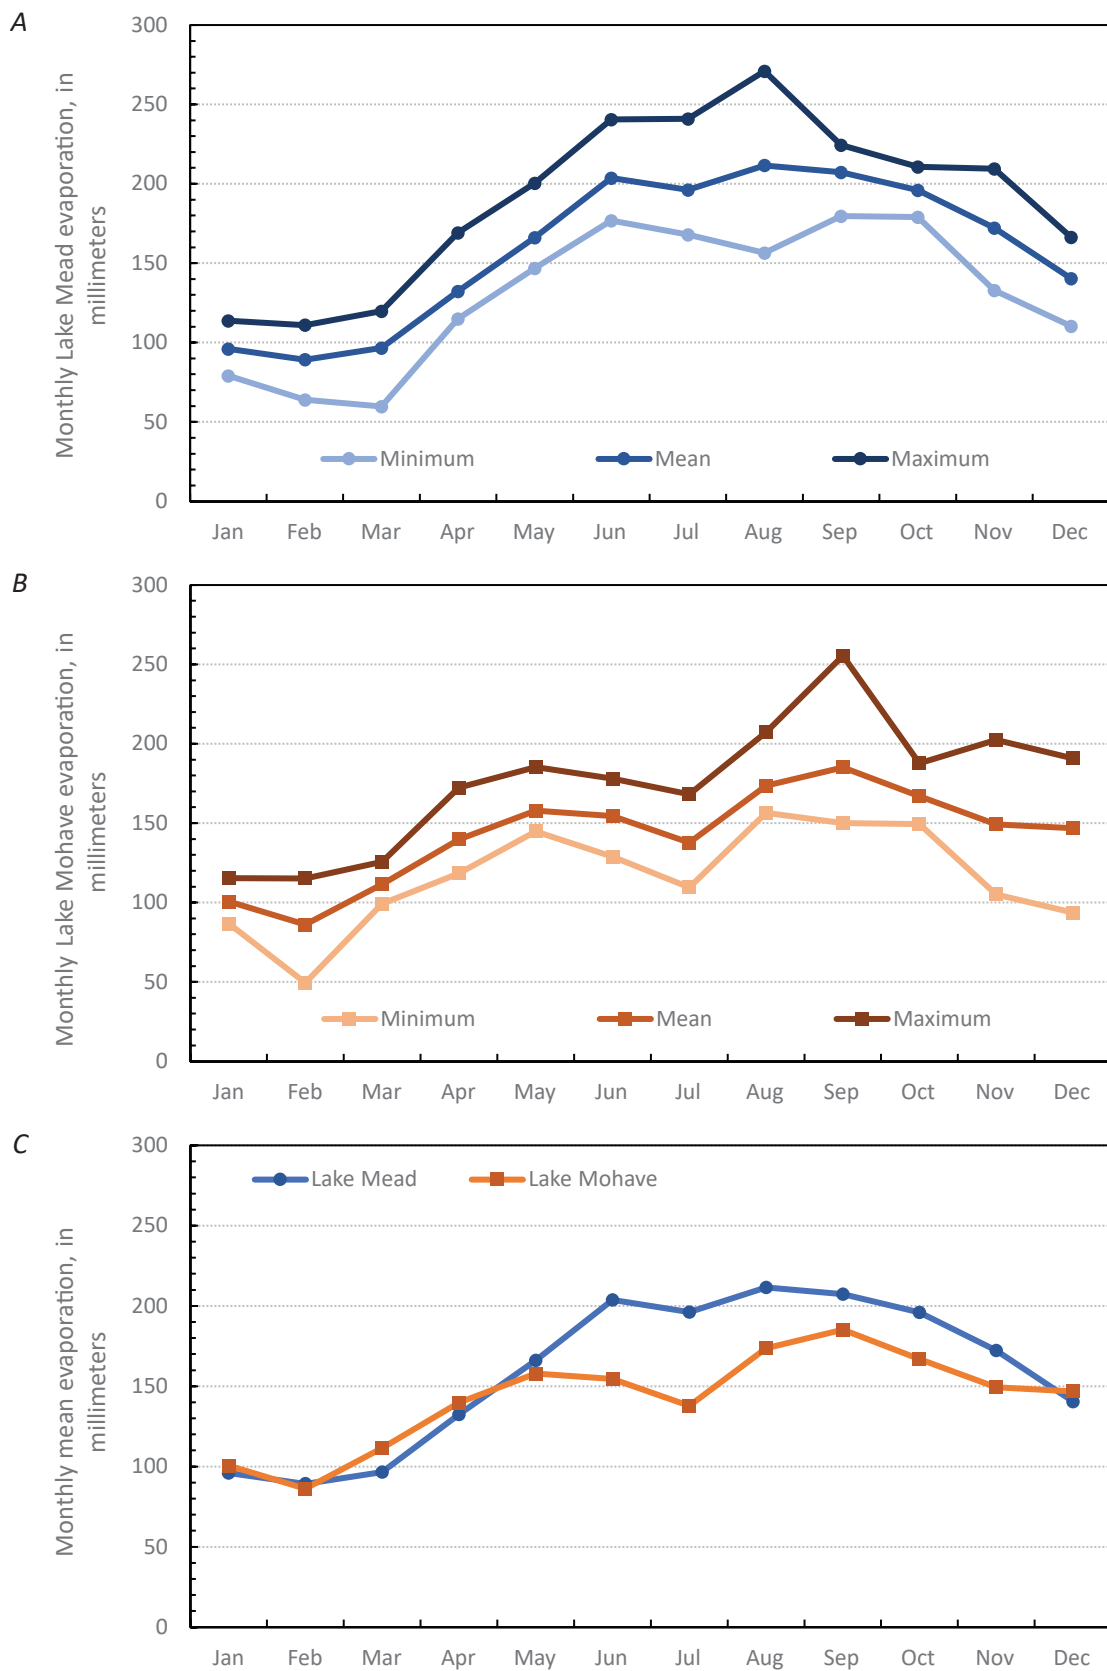 A
Monthly Lake Mead evaporation, in
millimeters
300
250
200
150
100
50
0
Minimum Mean Maximum
Jan Feb Mar Apr May Jun Jul Aug Sep Oct Nov Dec
B
Monthly Lake Mohave evaporation, in
millimeters
300
250
200
150
100
50
0
Minimum Mean Maximum
Jan Feb Mar Apr May Jun Jul Aug Sep Oct Nov Dec
C
Monthly mean evaporation, in
millimeters
300
250
200
150
100
50
0
Lake Mead Lake Mohave
Jan Feb Mar Apr May Jun Jul Aug Sep Oct Nov Dec